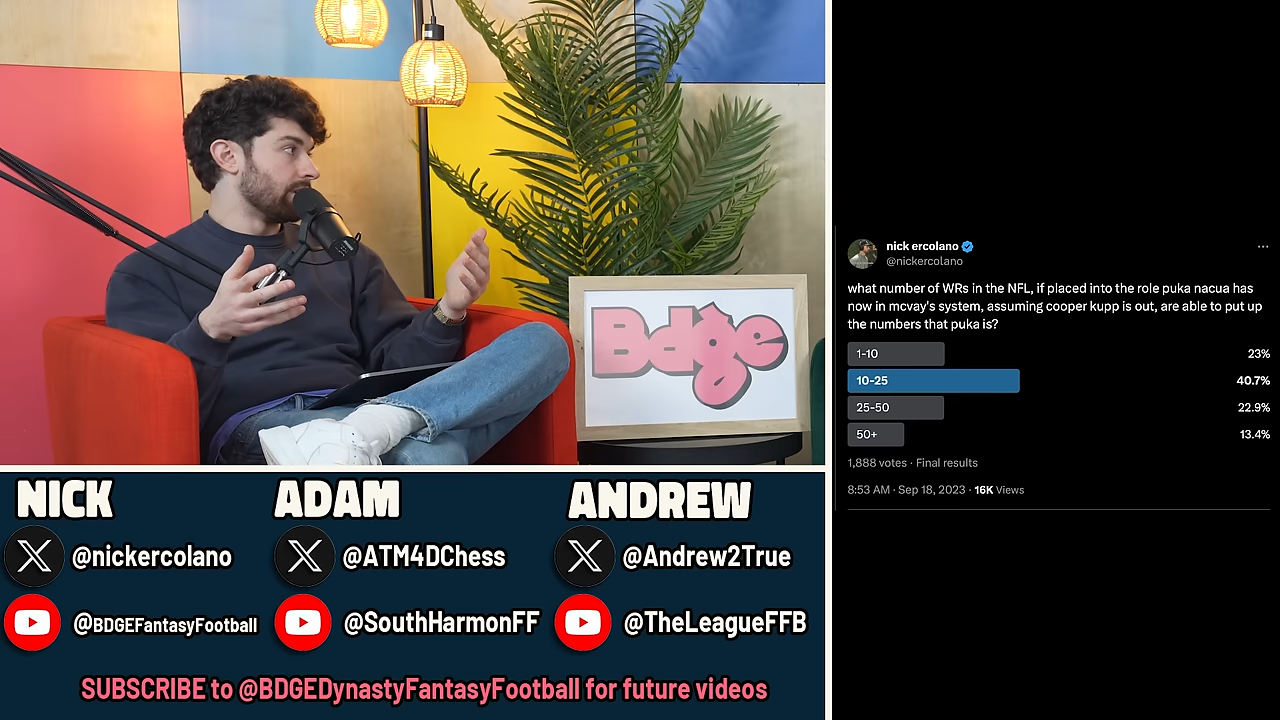 Bdge
NICK
@nickercolano
@BDGEFantasyFootball
ADAM
@ATM4DChess
@SouthHarmonFF
ANDREW
@Andrew2True
@TheLeagueFFB
SUBSCRIBE to @BDGEDynastyFantasyFootball for future videos
nick ercolano
@nickercolano
what number of WRs in the NFL, if placed into the role puka nacua has
now in mcvay's system, assuming cooper kupp is out, are able to put up
the numbers that puka is?
1-10 23%
10-25 40.7%
25-50 22.9%
50+ 13.4%
1,888 votes · Final results
8:53 AM · Sep 18, 2023 · 16K Views